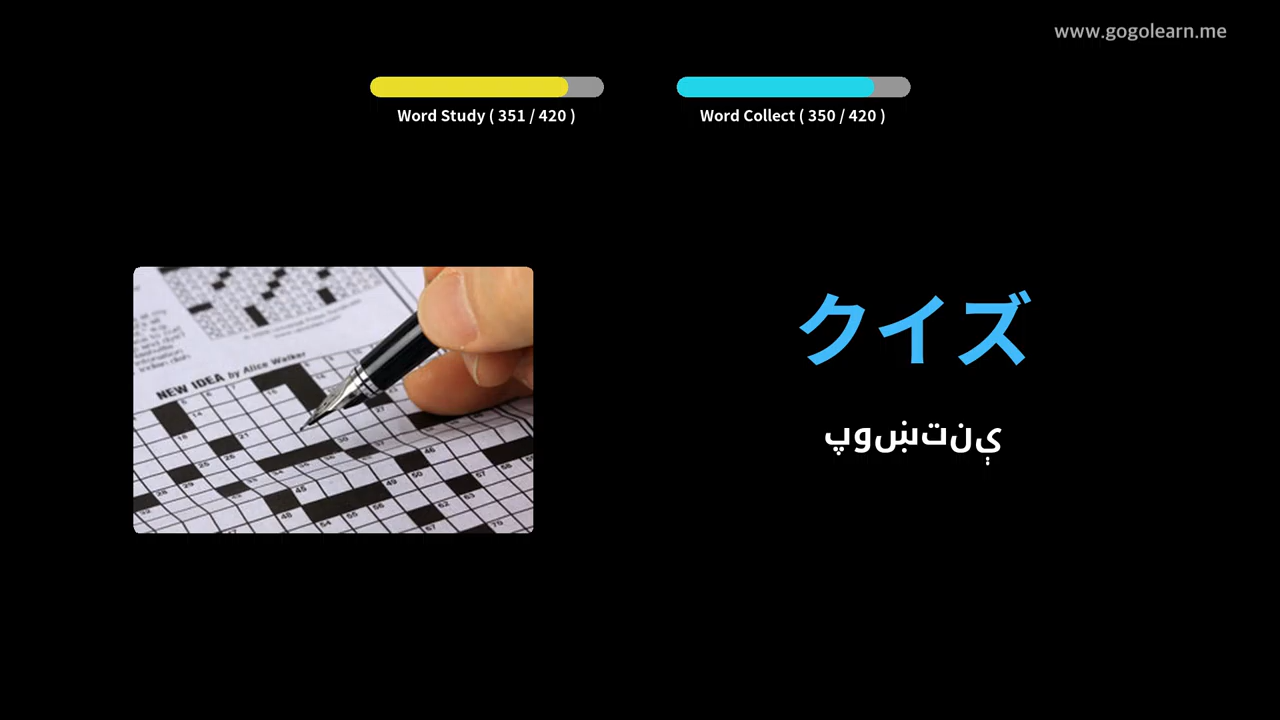 www.gogolearn.me
Word Study ( 351 / 420 )
Word Collect ( 350 / 420 )
NEW IDEA by Alice Walker
クイズ
پوښتنې